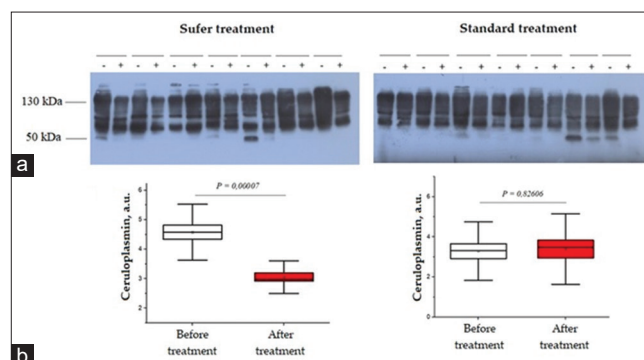 Sufer treatment Standard treatment
- + - + - + - + - + - + - + - + - + - + - + - + - + - +
130 kDa
50 kDa
a
P = 0,00007
Ceruloplasmin, a.u.
6
5
4
3
2
Before treatment
After treatment
P = 0,82606
Ceruloplasmin, a.u.
6
4
2
0
Before treatment
After treatment
b